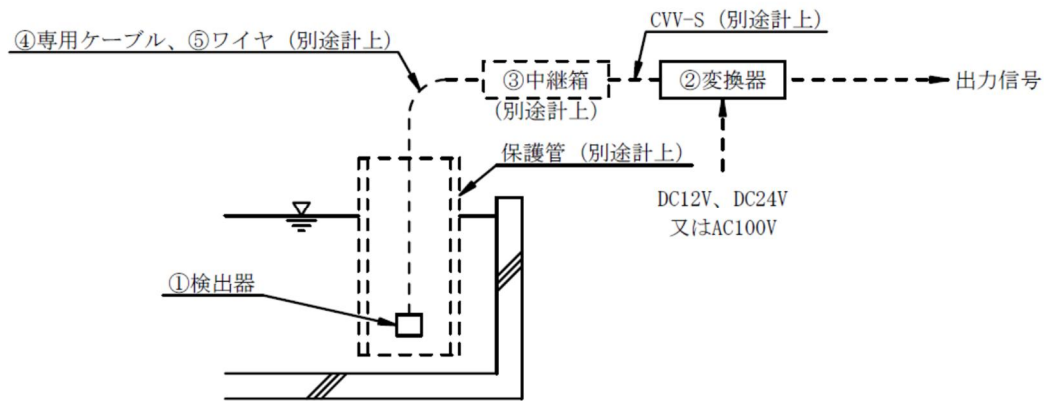 CVV-S (別途計上)
④専用ケーブル、⑤ワイヤ (別途計上)
③中継箱
(別途計上)
②変換器
出力信号
保護管 (別途計上)
DC12V、DC24V
又はAC100V
①検出器